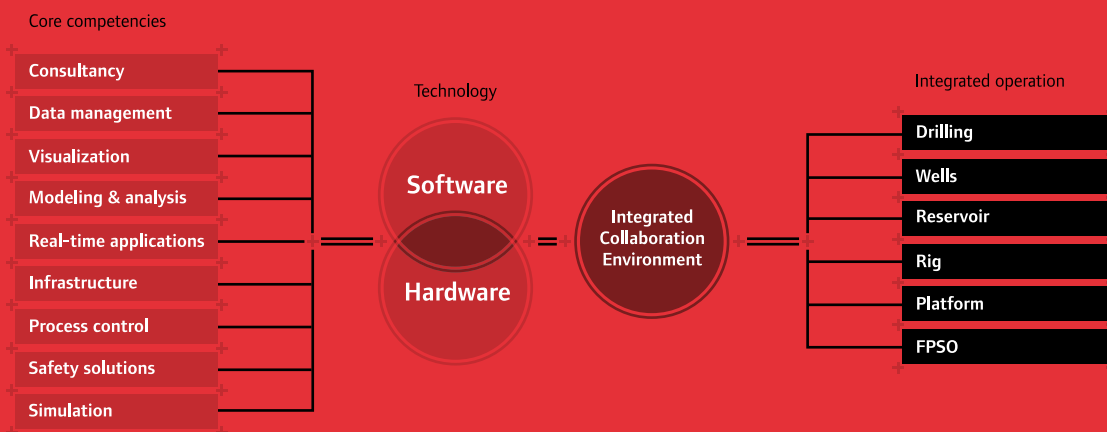 Core competencies
Consultancy
Data management
Visualization
Modeling & analysis
Real-time applications
Infrastructure
Process control
Safety solutions
Simulation
Technology
Software
Hardware
Integrated
Collaboration
Environment
Integrated operation
Drilling
Wells
Reservoir
Rig
Platform
FPSO